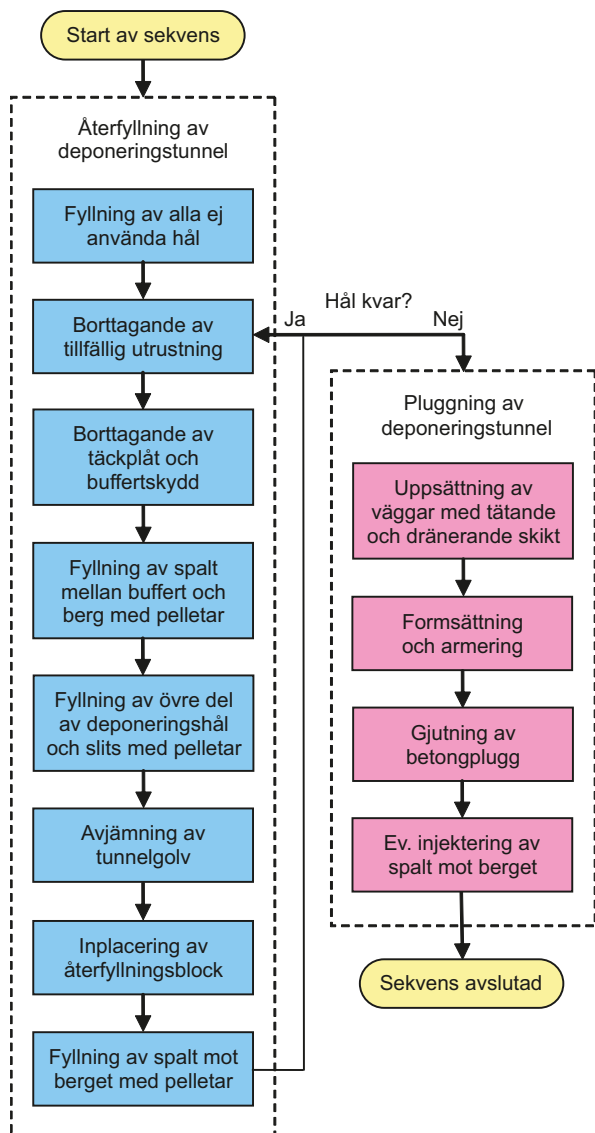 Start av sekvens
Återfyllning av
deponeringstunnel
Fyllning av alla ej
använda hål
Borttagande av
tillfällig utrustning
Borttagande av
täckplåt och
buffertskydd
Fyllning av spalt
mellan buffert och
berg med pelletar
Fyllning av övre del
av deponeringshål
och slits med pelletar
Avjämning av
tunnelgolv
Inplacering av
återfyllningsblock
Fyllning av spalt mot
berget med pelletar
Hål kvar?
Ja
Nej
Pluggning av
deponeringstunnel
Uppsättning av
väggar med tätande
och dränerande skikt
Formsättning
och armering
Gjutning av
betongplugg
Ev. injektering av
spalt mot berget
Sekvens avslutad